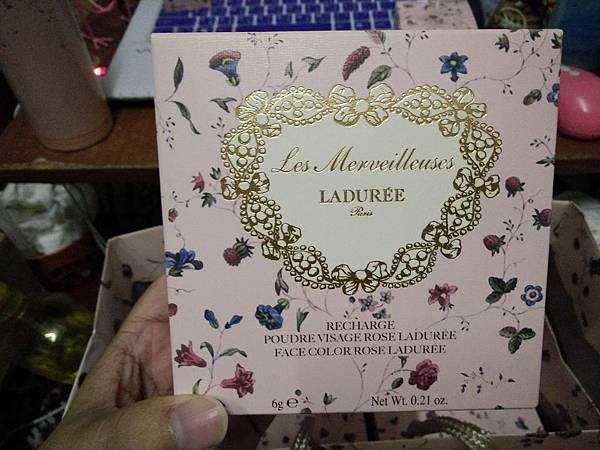 Les Merveilleuses
LADURÉE
Paris
RECHARGE
POUDRE VISAGE ROSE LADURÉE
FACE COLOR ROSE LADURÉE
6g ℮ Net Wt. 0.21 oz.